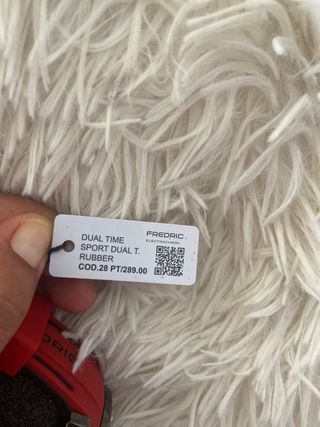 DUAL TIME
SPORT DUAL T.
RUBBER
COD.28 PT/289.00
FREDRIC